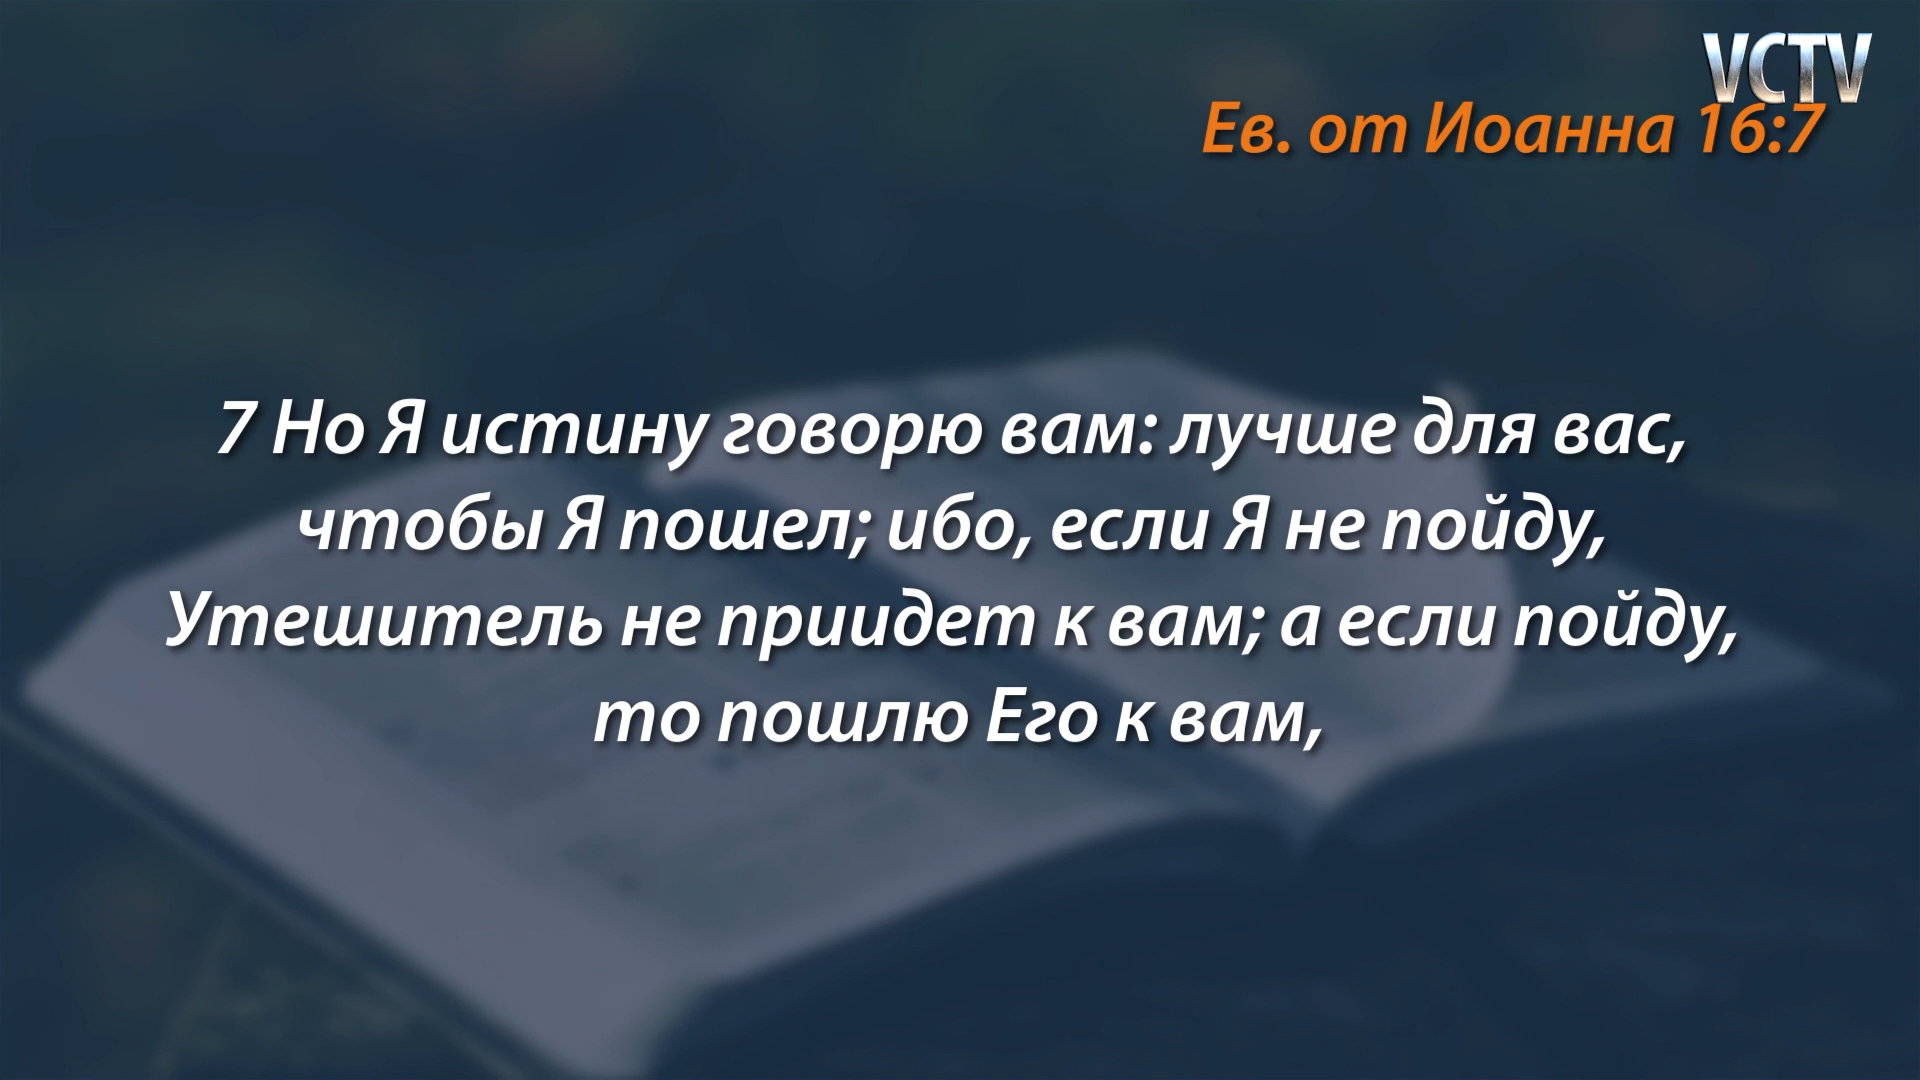 VCTV
Ев. от Иоанна 16:7
7 Но Я истину говорю вам: лучше для вас,
чтобы Я пошел; ибо, если Я не пойду,
Утешитель не приидет к вам; а если пойду,
то пошлю Его к вам,